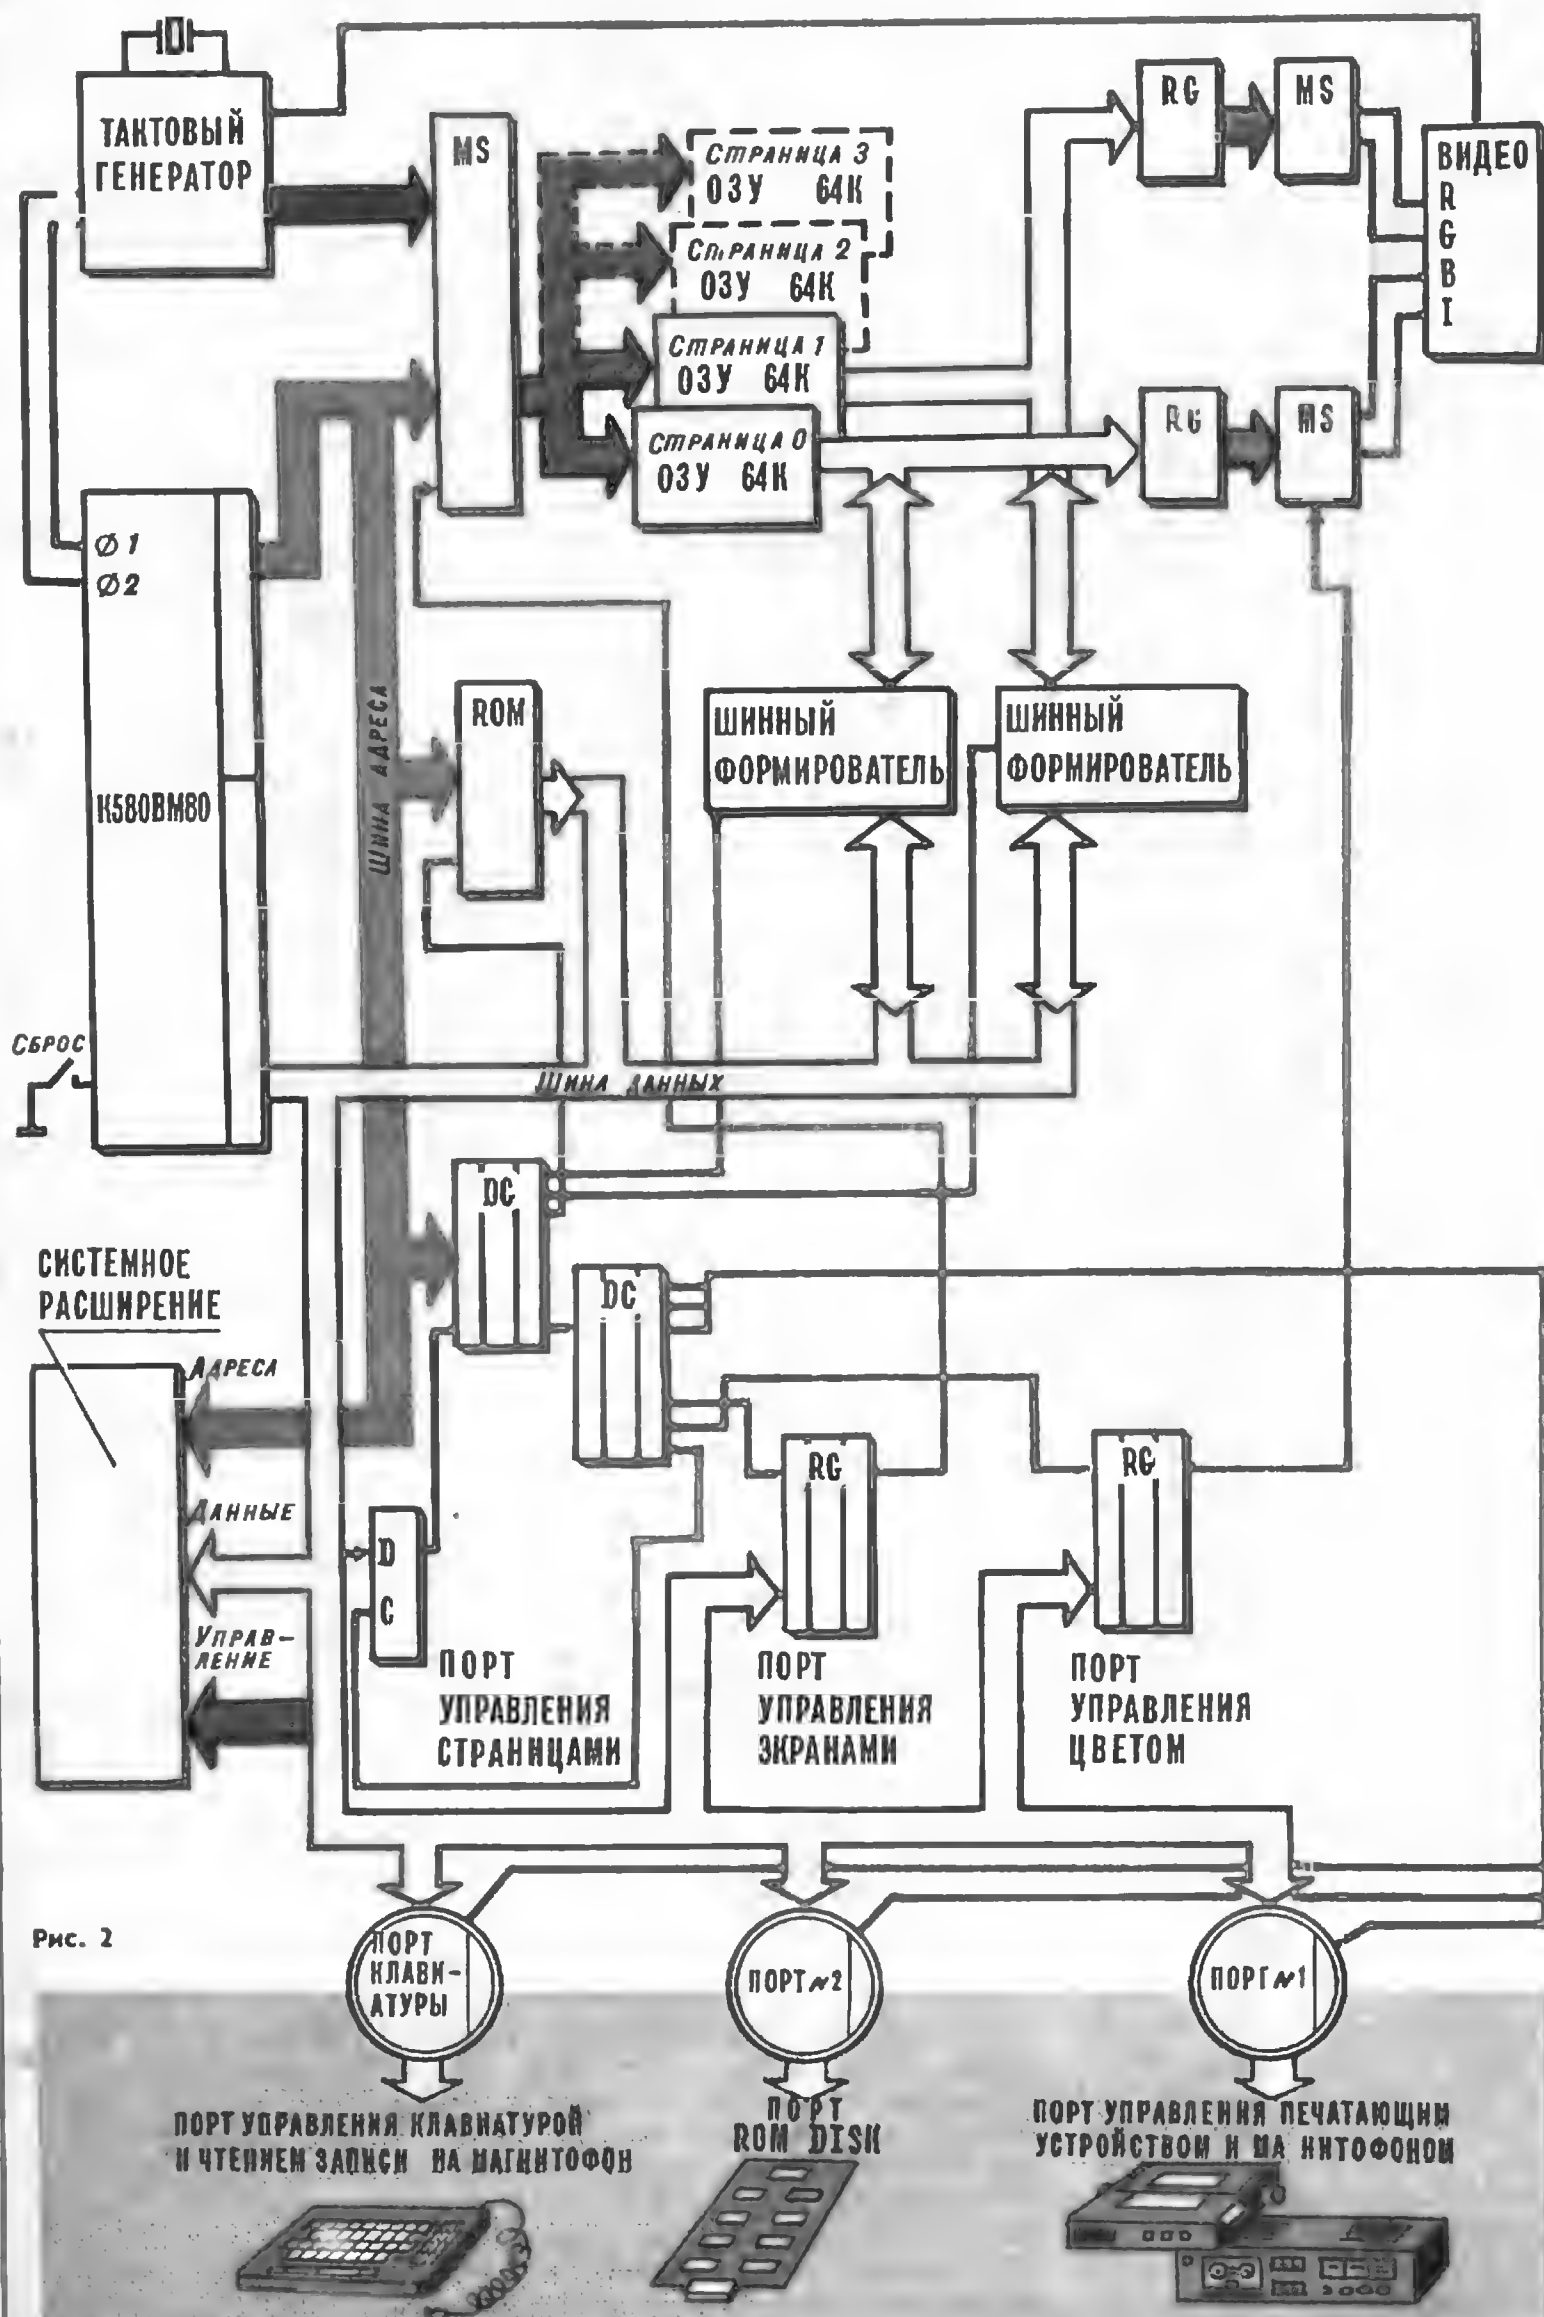 ТАКТОВЫЙ
ГЕНЕРАТОР
MS
СТРАНИЦА 3
ОЗУ 64К
СТРАНИЦА 2
ОЗУ 64К
СТРАНИЦА 1
ОЗУ 64К
СТРАНИЦА 0
ОЗУ 64К
RG
MS
ВИДЕО
R
G
B
I
RG
MS
Ø1
Ø2
К580ВМ80
СБРОС
ШИНА АДРЕСА
ROM
ШИННЫЙ
ФОРМИРОВАТЕЛЬ
ШИННЫЙ
ФОРМИРОВАТЕЛЬ
ШИНА ДАННЫХ
DC
DC
СИСТЕМНОЕ
РАСШИРЕНИЕ
АДРЕСА
ДАННЫЕ
УПРАВ-
ЛЕНИЕ
D
C
ПОРТ
УПРАВЛЕНИЯ
СТРАНИЦАМИ
RG
ПОРТ
УПРАВЛЕНИЯ
ЭКРАНАМИ
RG
ПОРТ
УПРАВЛЕНИЯ
ЦВЕТОМ
Рис. 2
ПОРТ
КЛАВИ-
АТУРЫ
ПОРТ №2
ПОРТ №1
ПОРТ УПРАВЛЕНИЯ КЛАВИАТУРОЙ
И ЧТЕНИЕМ ЗАПИСИ НА МАГНИТОФОН
ПОРТ
ROM DISK
ПОРТ УПРАВЛЕНИЯ ПЕЧАТАЮЩИМ
УСТРОЙСТВОМ И МА НИТОФОНОМ